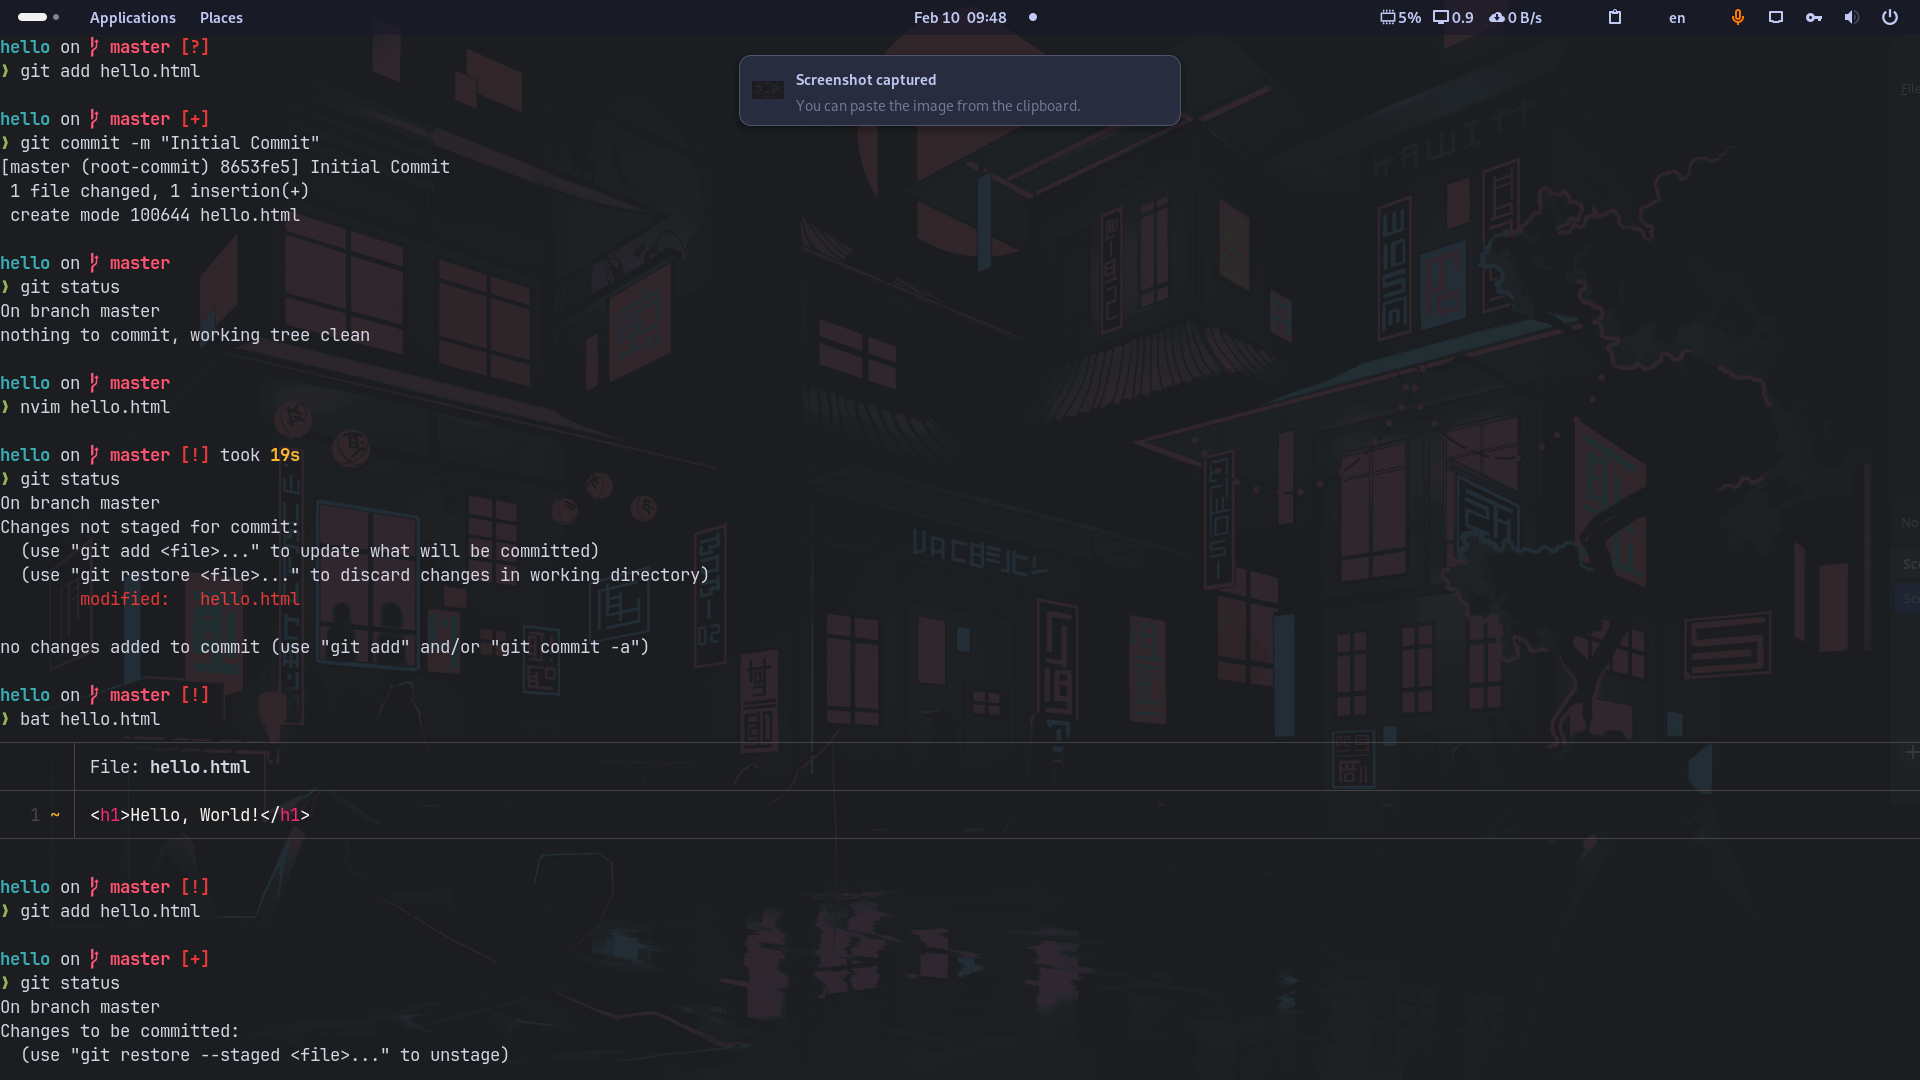 Applications Places Feb 10 09:48 5% 0.9 0 B/s en
hello on master [?]
❯ git add hello.html
Screenshot captured
You can paste the image from the clipboard.
hello on master [+]
❯ git commit -m "Initial Commit"
[master (root-commit) 8653fe5] Initial Commit
1 file changed, 1 insertion(+)
create mode 100644 hello.html
hello on master
❯ git status
On branch master
nothing to commit, working tree clean
hello on master
❯ nvim hello.html
hello on master [!] took 19s
❯ git status
On branch master
Changes not staged for commit:
(use "git add <file>..." to update what will be committed)
(use "git restore <file>..." to discard changes in working directory)
modified: hello.html
no changes added to commit (use "git add" and/or "git commit -a")
hello on master [!]
❯ bat hello.html
File: hello.html
1 ~ <h1>Hello, World!</h1>
hello on master [!]
❯ git add hello.html
hello on master [+]
❯ git status
On branch master
Changes to be committed:
(use "git restore --staged <file>..." to unstage)